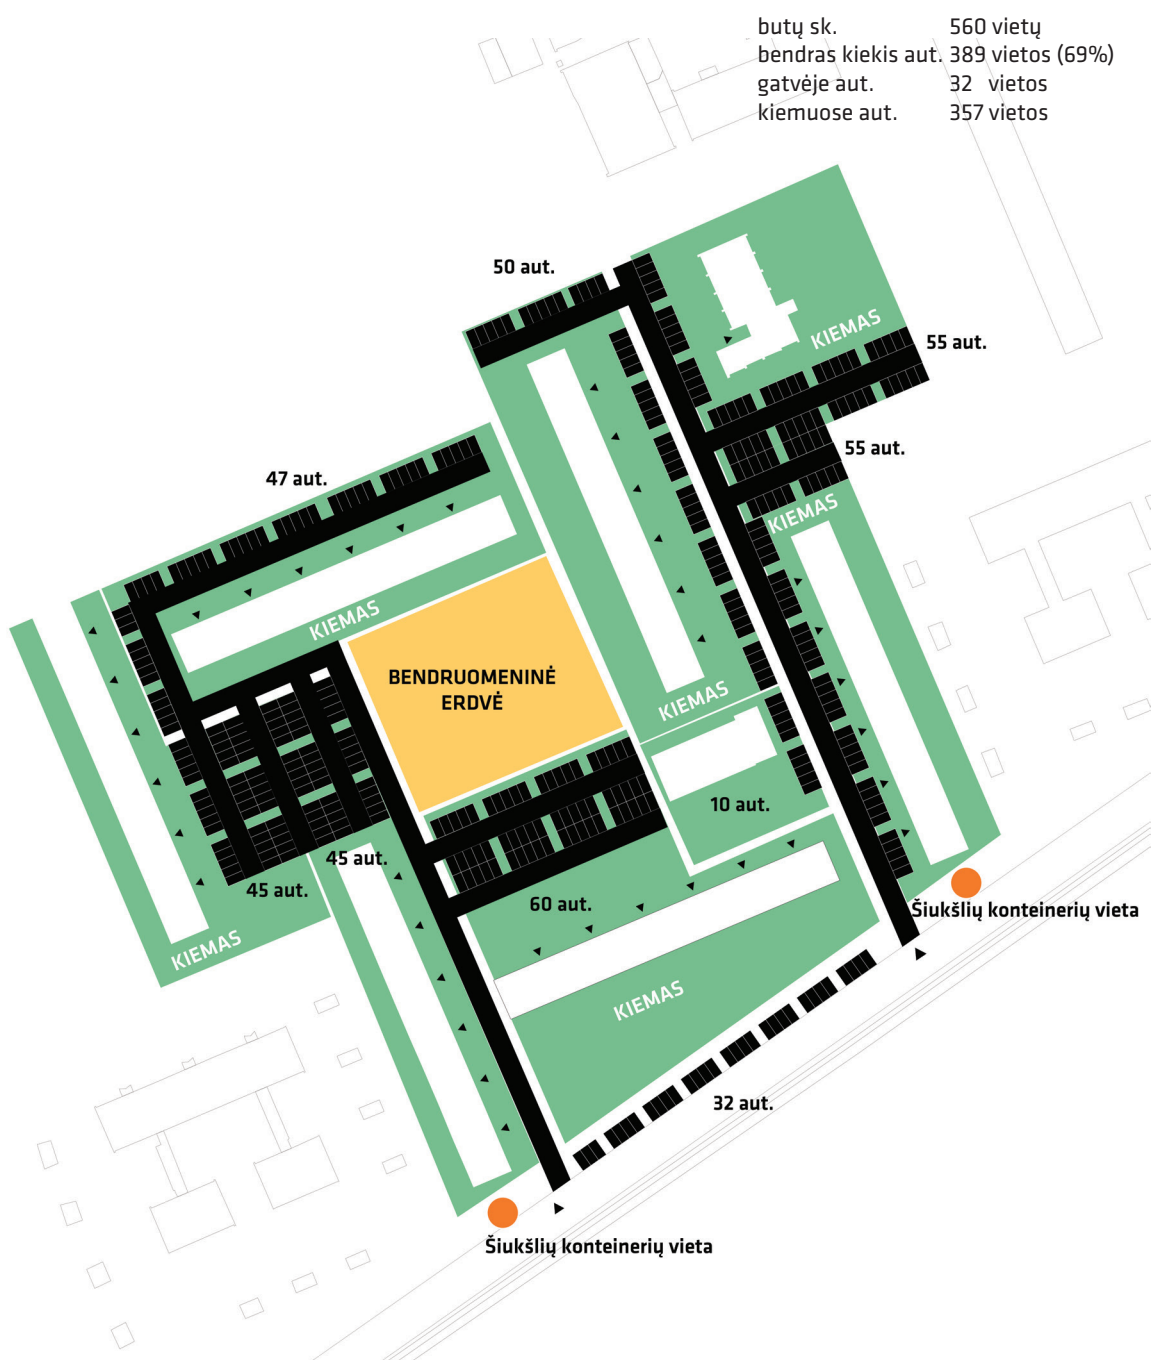 butų sk. 560 vietų
bendras kiekis aut. 389 vietos (69%)
gatvėje aut. 32 vietos
kiemuose aut. 357 vietos
50 aut.
KIEMAS
55 aut.
55 aut.
47 aut.
KIEMAS
KIEMAS
BENDRUOMENINĖ
ERDVĖ
KIEMAS
10 aut.
45 aut.
45 aut.
60 aut.
Šiukšlių konteinerių vieta
KIEMAS
KIEMAS
32 aut.
Šiukšlių konteinerių vieta